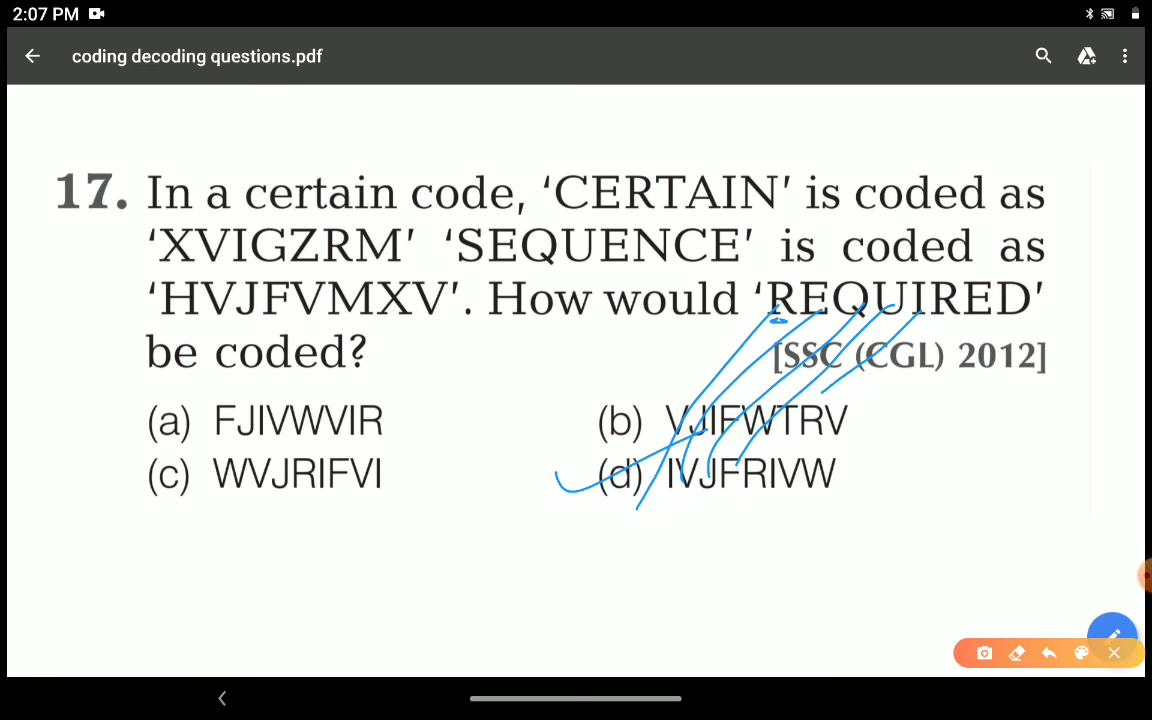 2:07 PM
coding decoding questions.pdf
17. In a certain code, ‘CERTAIN’ is coded as
‘XVIGZRM’ ‘SEQUENCE’ is coded as
‘HVJFVMXV’. How would ‘REQUIRED’
be coded? [SSC (CGL) 2012]
(a) FJIVWVIR (b) VJIFWTRV
(c) WVJRIFVI (d) IVJFRIVW